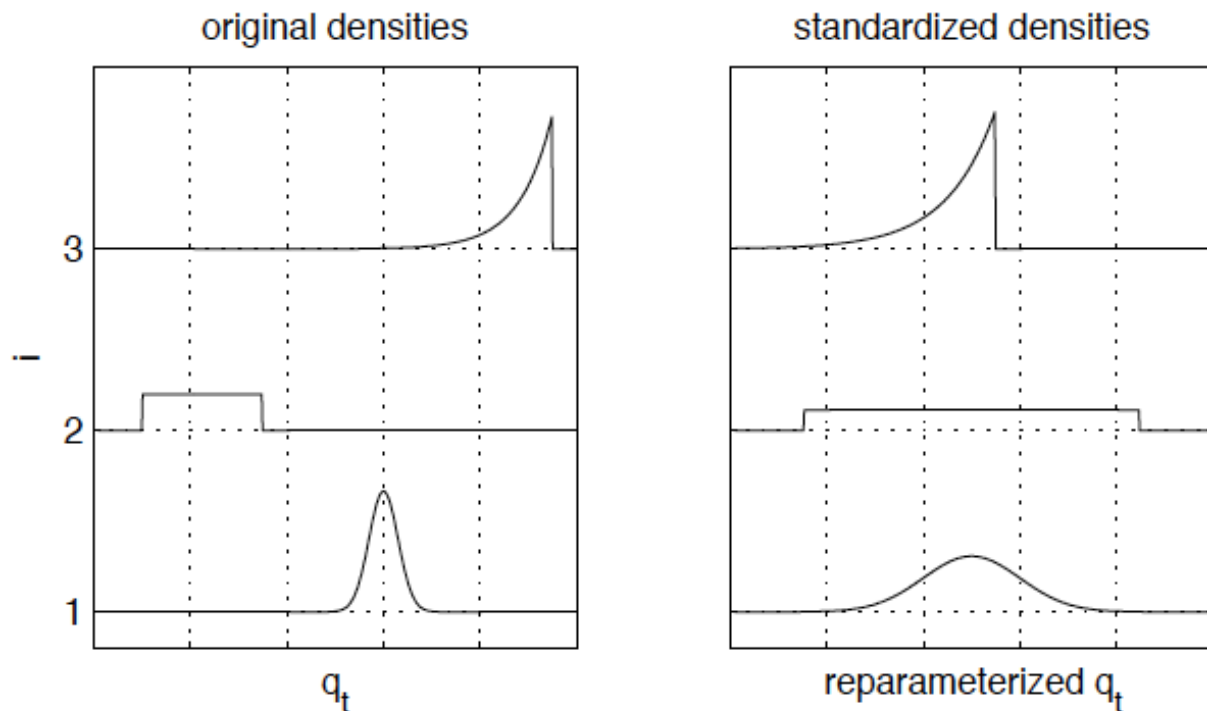 original densities
standardized densities
3
2
1
i
q_t
reparameterized q_t